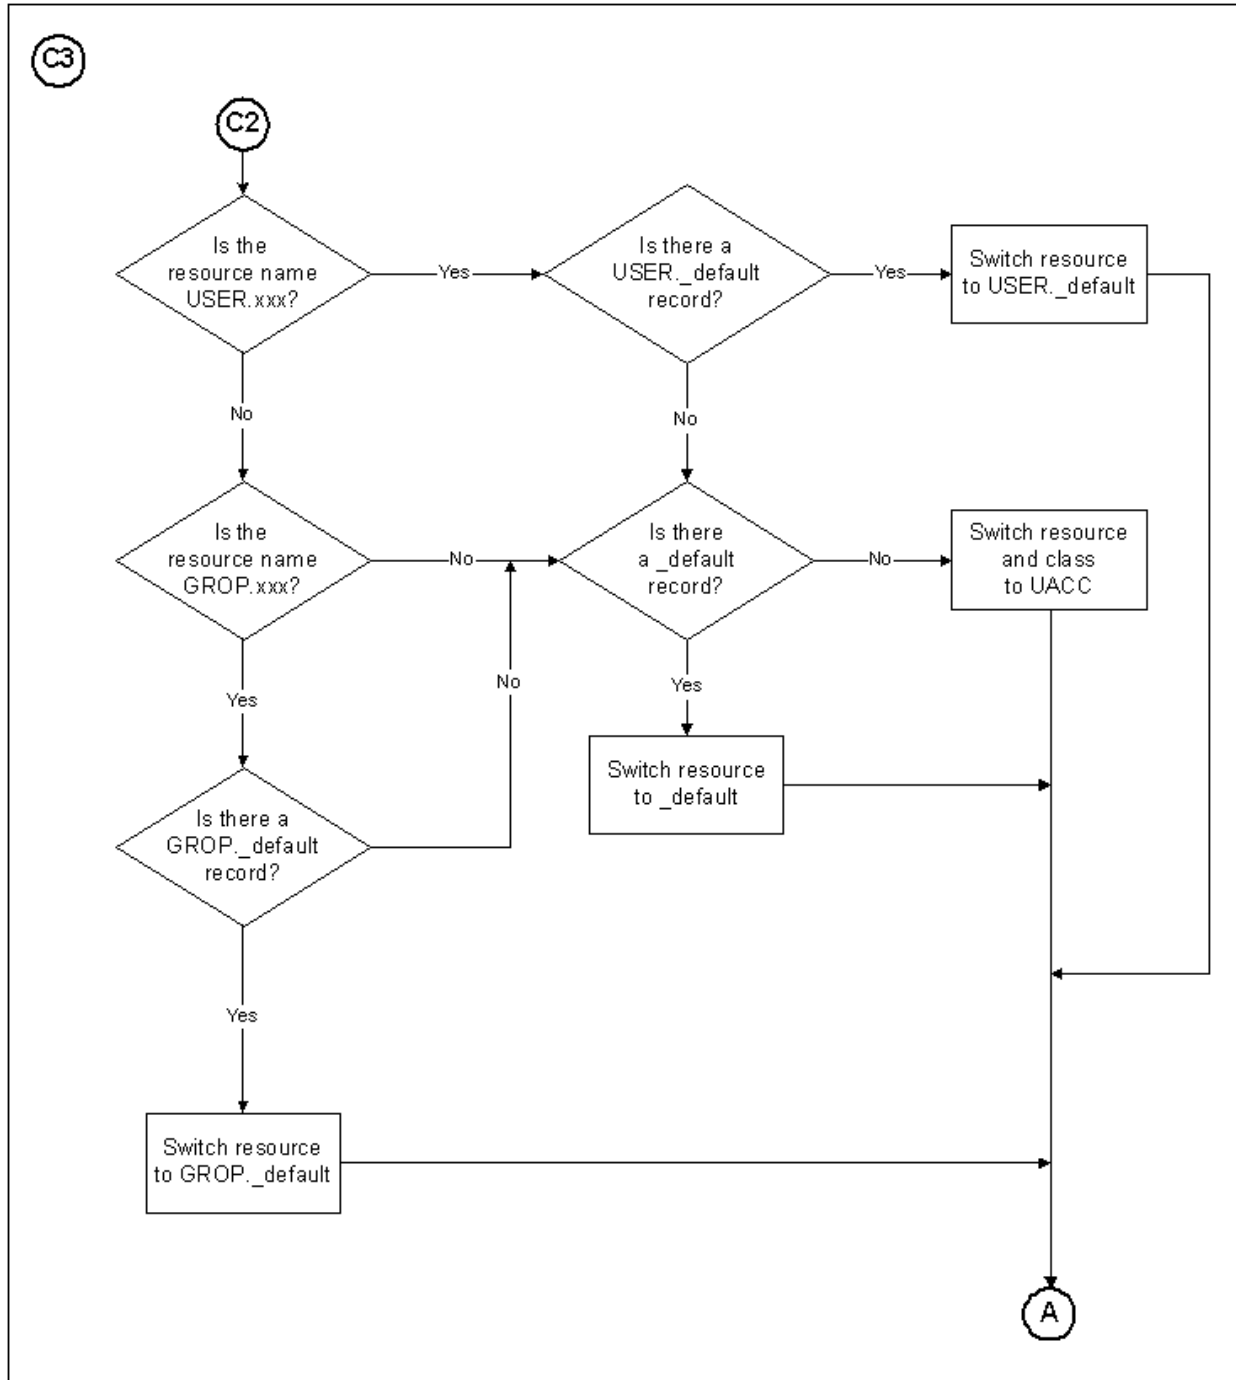 C3
C2
Is the
resource name
USER.xxx?
Yes
Is there a
USER._default
record?
Yes
Switch resource
to USER._default
No
No
Is the
resource name
GROP.xxx?
No
Is there
a _default
record?
No
Switch resource
and class
to UACC
Yes
No
Yes
Switch resource
to _default
Is there a
GROP._default
record?
Yes
Switch resource
to GROP._default
A